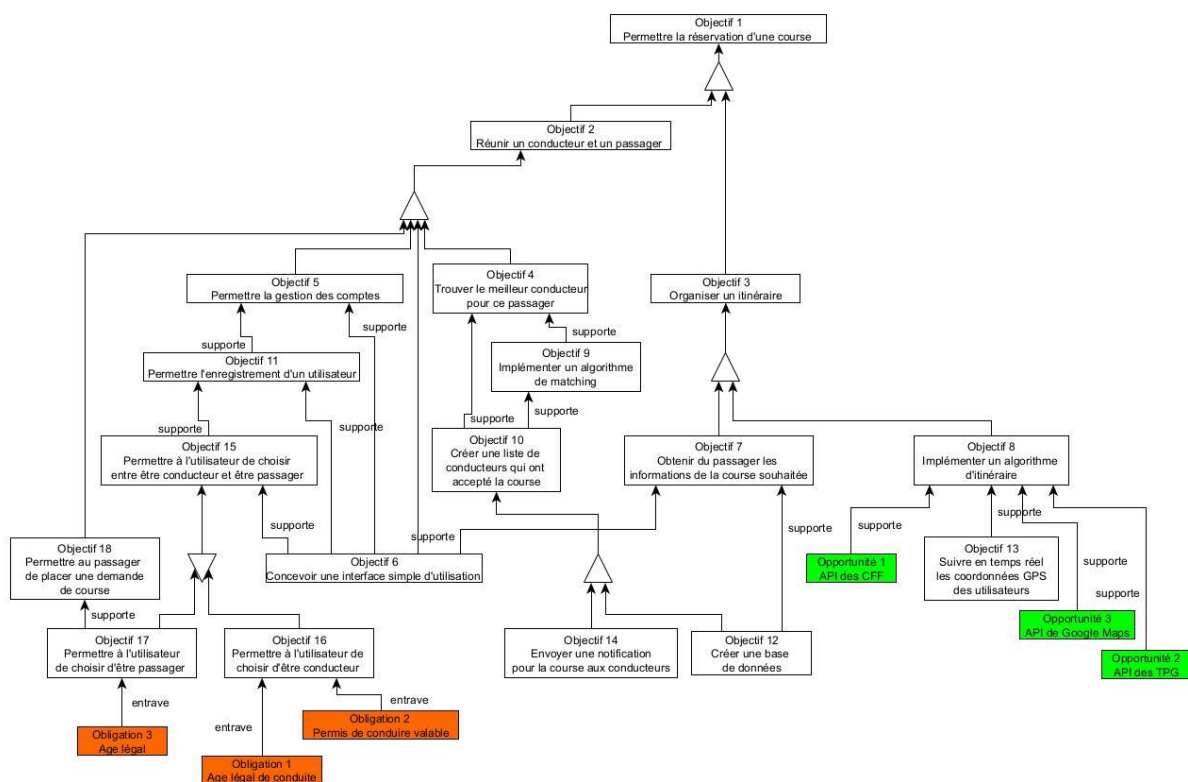 Objectif 1
Permettre la réservation d'une course
Objectif 2
Réunir un conducteur et un passager
Objectif 5
Permettre la gestion des comptes
Objectif 4
Trouver le meilleur conducteur
pour ce passager
Objectif 3
Organiser un itinéraire
supporte
supporte
supporte
Objectif 11
Permettre l'enregistrement d'un utilisateur
Objectif 9
Implémenter un algorithme
de matching
supporte
supporte
supporte
supporte
Objectif 15
Permettre à l'utilisateur de choisir
entre être conducteur et être passager
Objectif 10
Créer une liste de
conducteurs qui ont
accepté la course
Objectif 7
Obtenir du passager les
informations de la course souhaitée
Objectif 8
Implémenter un algorithme
d'itinéraire
supporte
supporte
supporte
supporte
supporte
Objectif 18
Permettre au passager
de placer une demande
de course
Objectif 6
Concevoir une interface simple d'utilisation
Opportunité 1
API des CFF
Objectif 13
Suivre en temps réel
les coordonnées GPS
des utilisateurs
supporte
supporte
supporte
Opportunité 3
API de Google Maps
Objectif 17
Permettre à l'utilisateur
de choisir d'être passager
Objectif 16
Permettre à l'utilisateur de
choisir d'être conducteur
Objectif 14
Envoyer une notification
pour la course aux conducteurs
Objectif 12
Créer une base
de données
Opportunité 2
API des TPG
entrave
entrave
entrave
Obligation 3
Age légal
Obligation 2
Permis de conduire valable
Obligation 1
Age légal de conduite